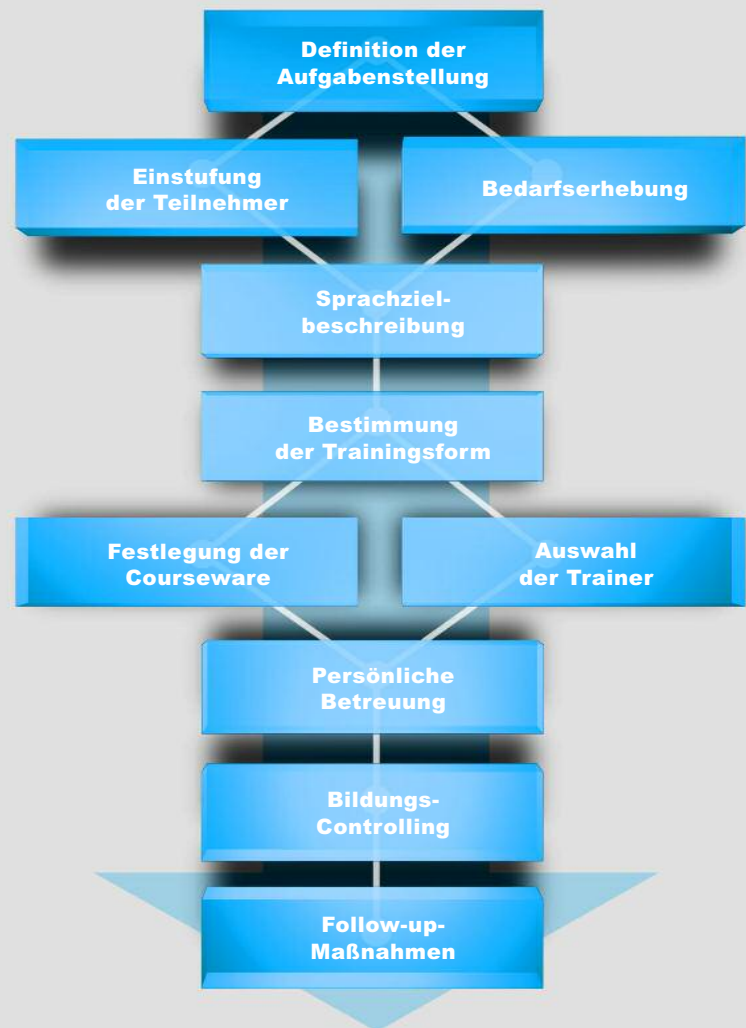 Definition der
Aufgabenstellung
Einstufung
der Teilnehmer
Bedarfserhebung
Sprachziel-
beschreibung
Bestimmung
der Trainingsform
Festlegung der
Courseware
Auswahl
der Trainer
Persönliche
Betreuung
Bildungs-
Controlling
Follow-up-
Maßnahmen